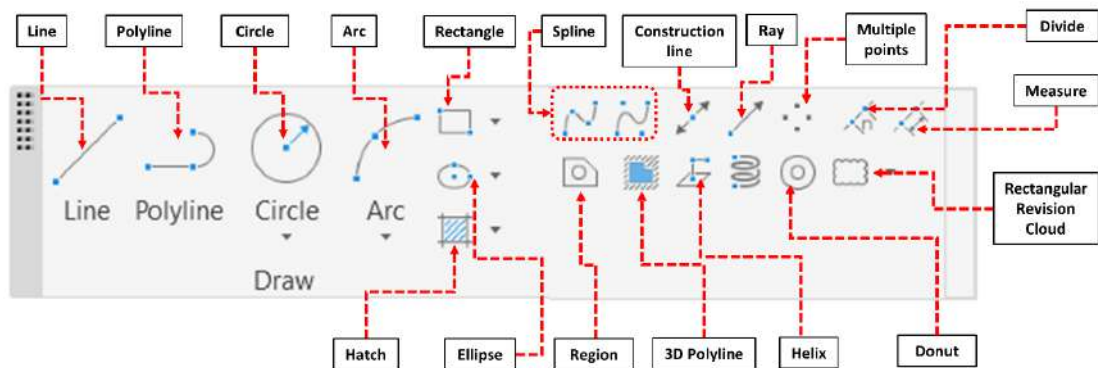 Line
Polyline
Circle
Arc
Rectangle
Spline
Construction
line
Ray
Multiple
points
Divide
Measure
Line
Polyline
Circle
Arc
Rectangular
Revision
Cloud
Draw
Hatch
Ellipse
Region
3D Polyline
Helix
Donut